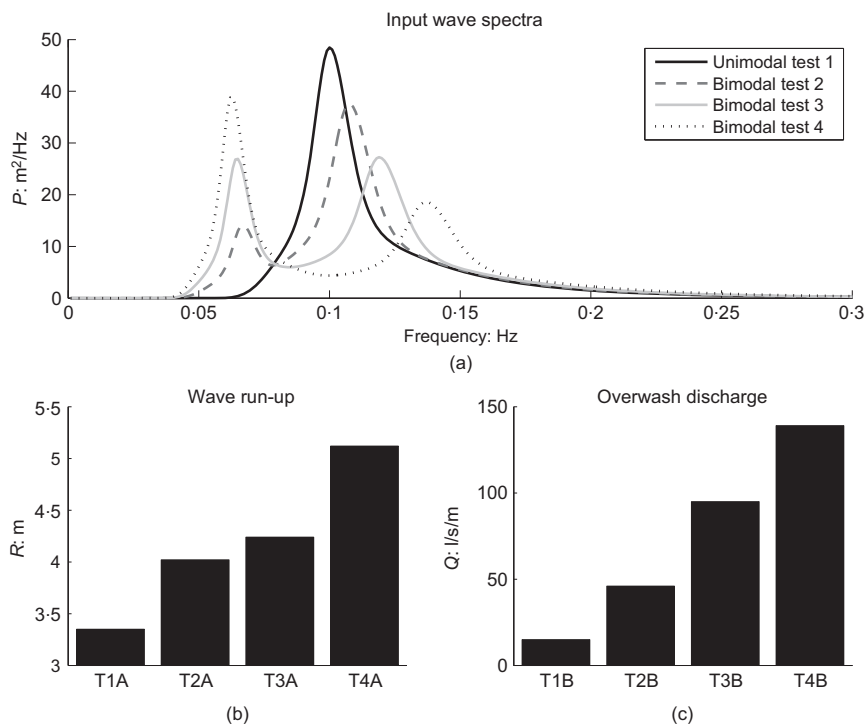 Input wave spectra
50
40
30
20
10
0
P: m²/Hz
Unimodal test 1
Bimodal test 2
Bimodal test 3
Bimodal test 4
0 0·05 0·1 0·15 0·2 0·25 0·3
Frequency: Hz
(a)
Wave run-up
5·5
5
4·5
4
3·5
3
R: m
T1A T2A T3A T4A
(b)
Overwash discharge
150
100
50
0
Q: l/s/m
T1B T2B T3B T4B
(c)